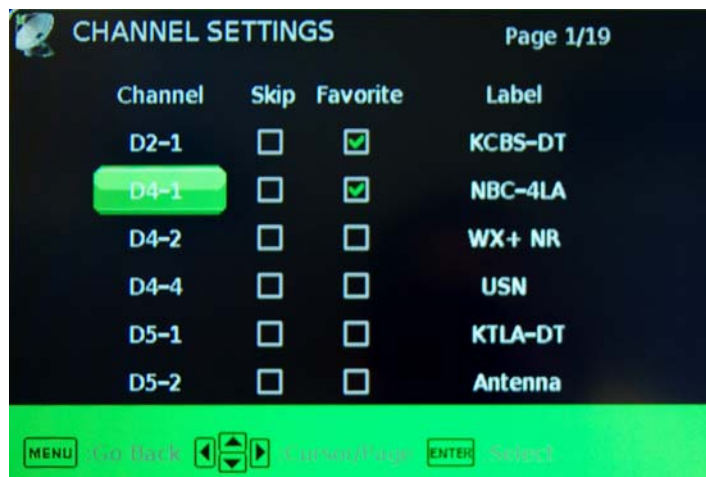 CHANNEL SETTINGS Page 1/19
Channel Skip Favorite Label
D2-1 KCBS-DT
D4-1 NBC-4LA
D4-2 WX+ NR
D4-4 USN
D5-1 KTLA-DT
D5-2 Antenna
MENU Go Back Cursor/Page ENTER Select